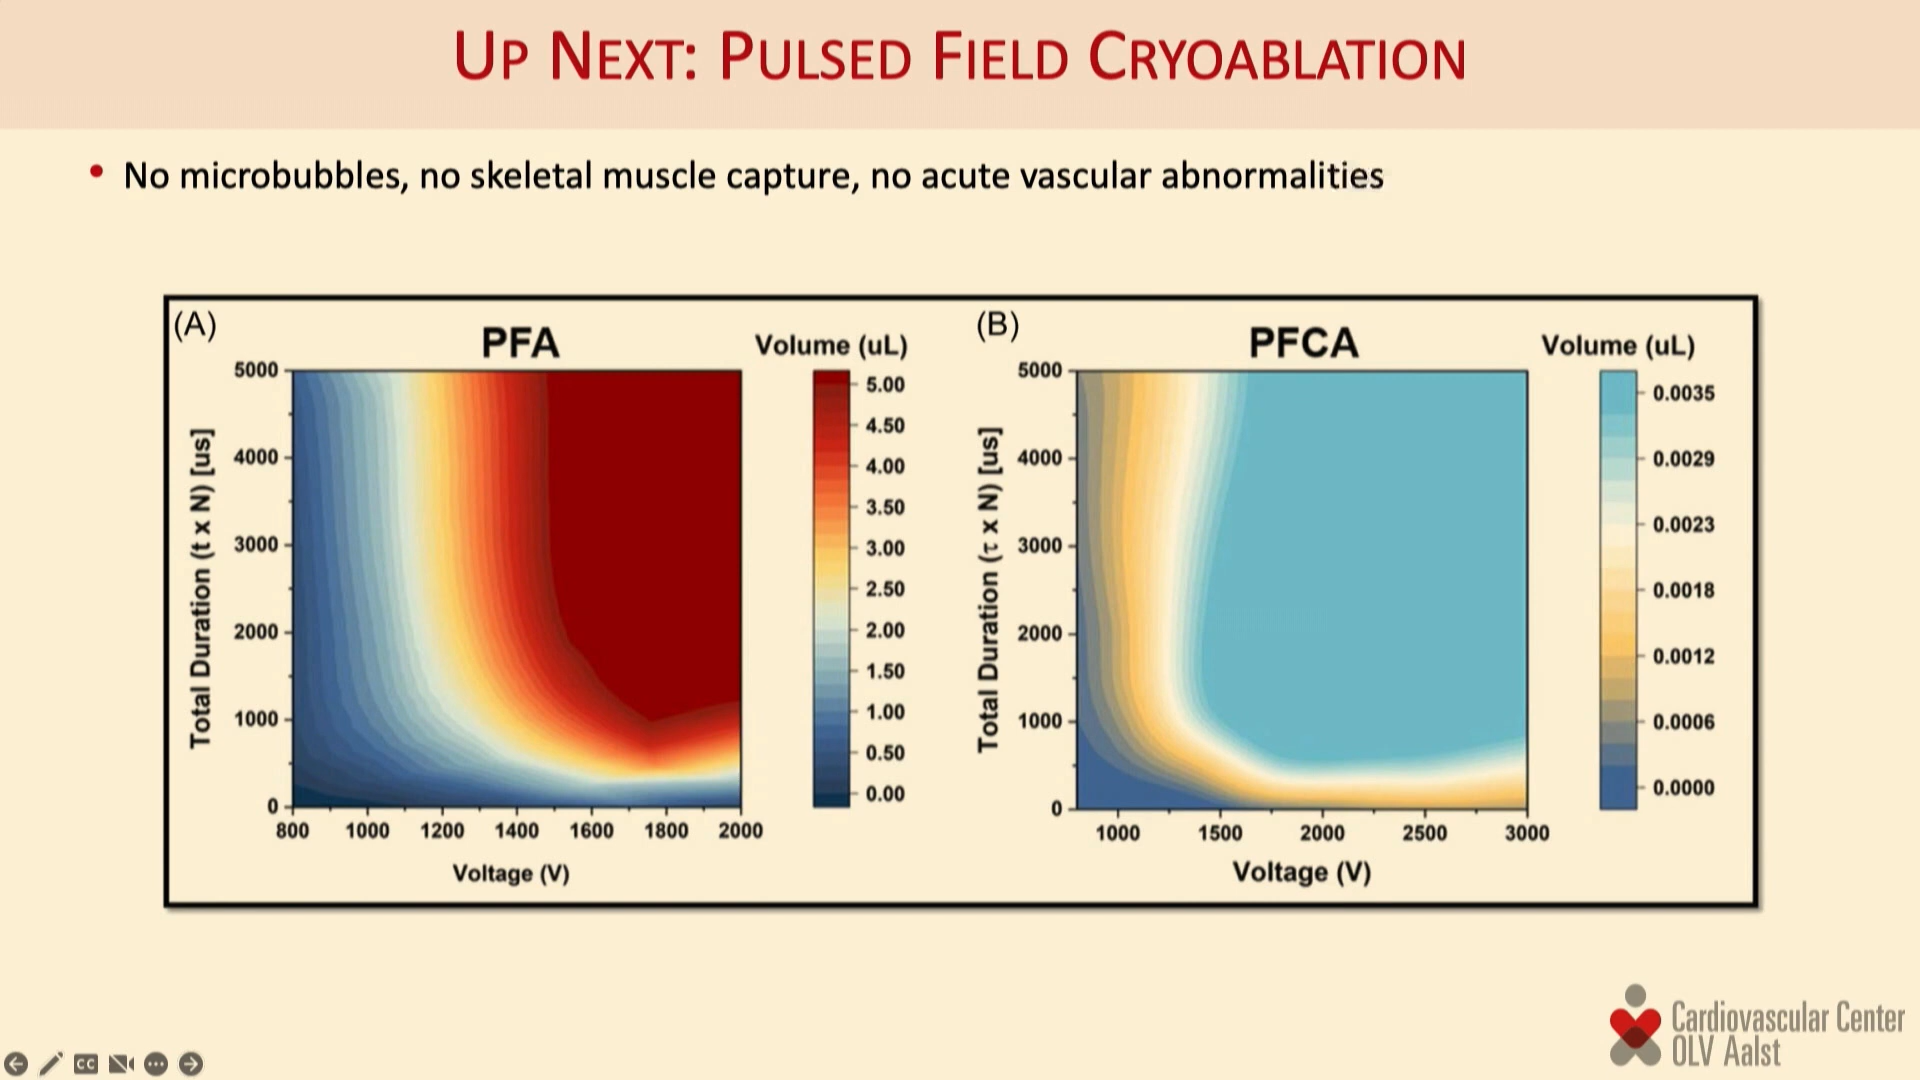 UP NEXT: PULSED FIELD CRYOABLATION
• No microbubbles, no skeletal muscle capture, no acute vascular abnormalities
(A)
PFA
Volume (uL)
Total Duration (t x N) [us]
5000
4000
3000
2000
1000
0
800 1000 1200 1400 1600 1800 2000
Voltage (V)
5.00
4.50
4.00
3.50
3.00
2.50
2.00
1.50
1.00
0.50
0.00
(B)
PFCA
Volume (uL)
Total Duration (τ x N) [us]
5000
4000
3000
2000
1000
0
1000 1500 2000 2500 3000
Voltage (V)
0.0035
0.0029
0.0023
0.0018
0.0012
0.0006
0.0000
Cardiovascular Center
OLV Aalst
CC